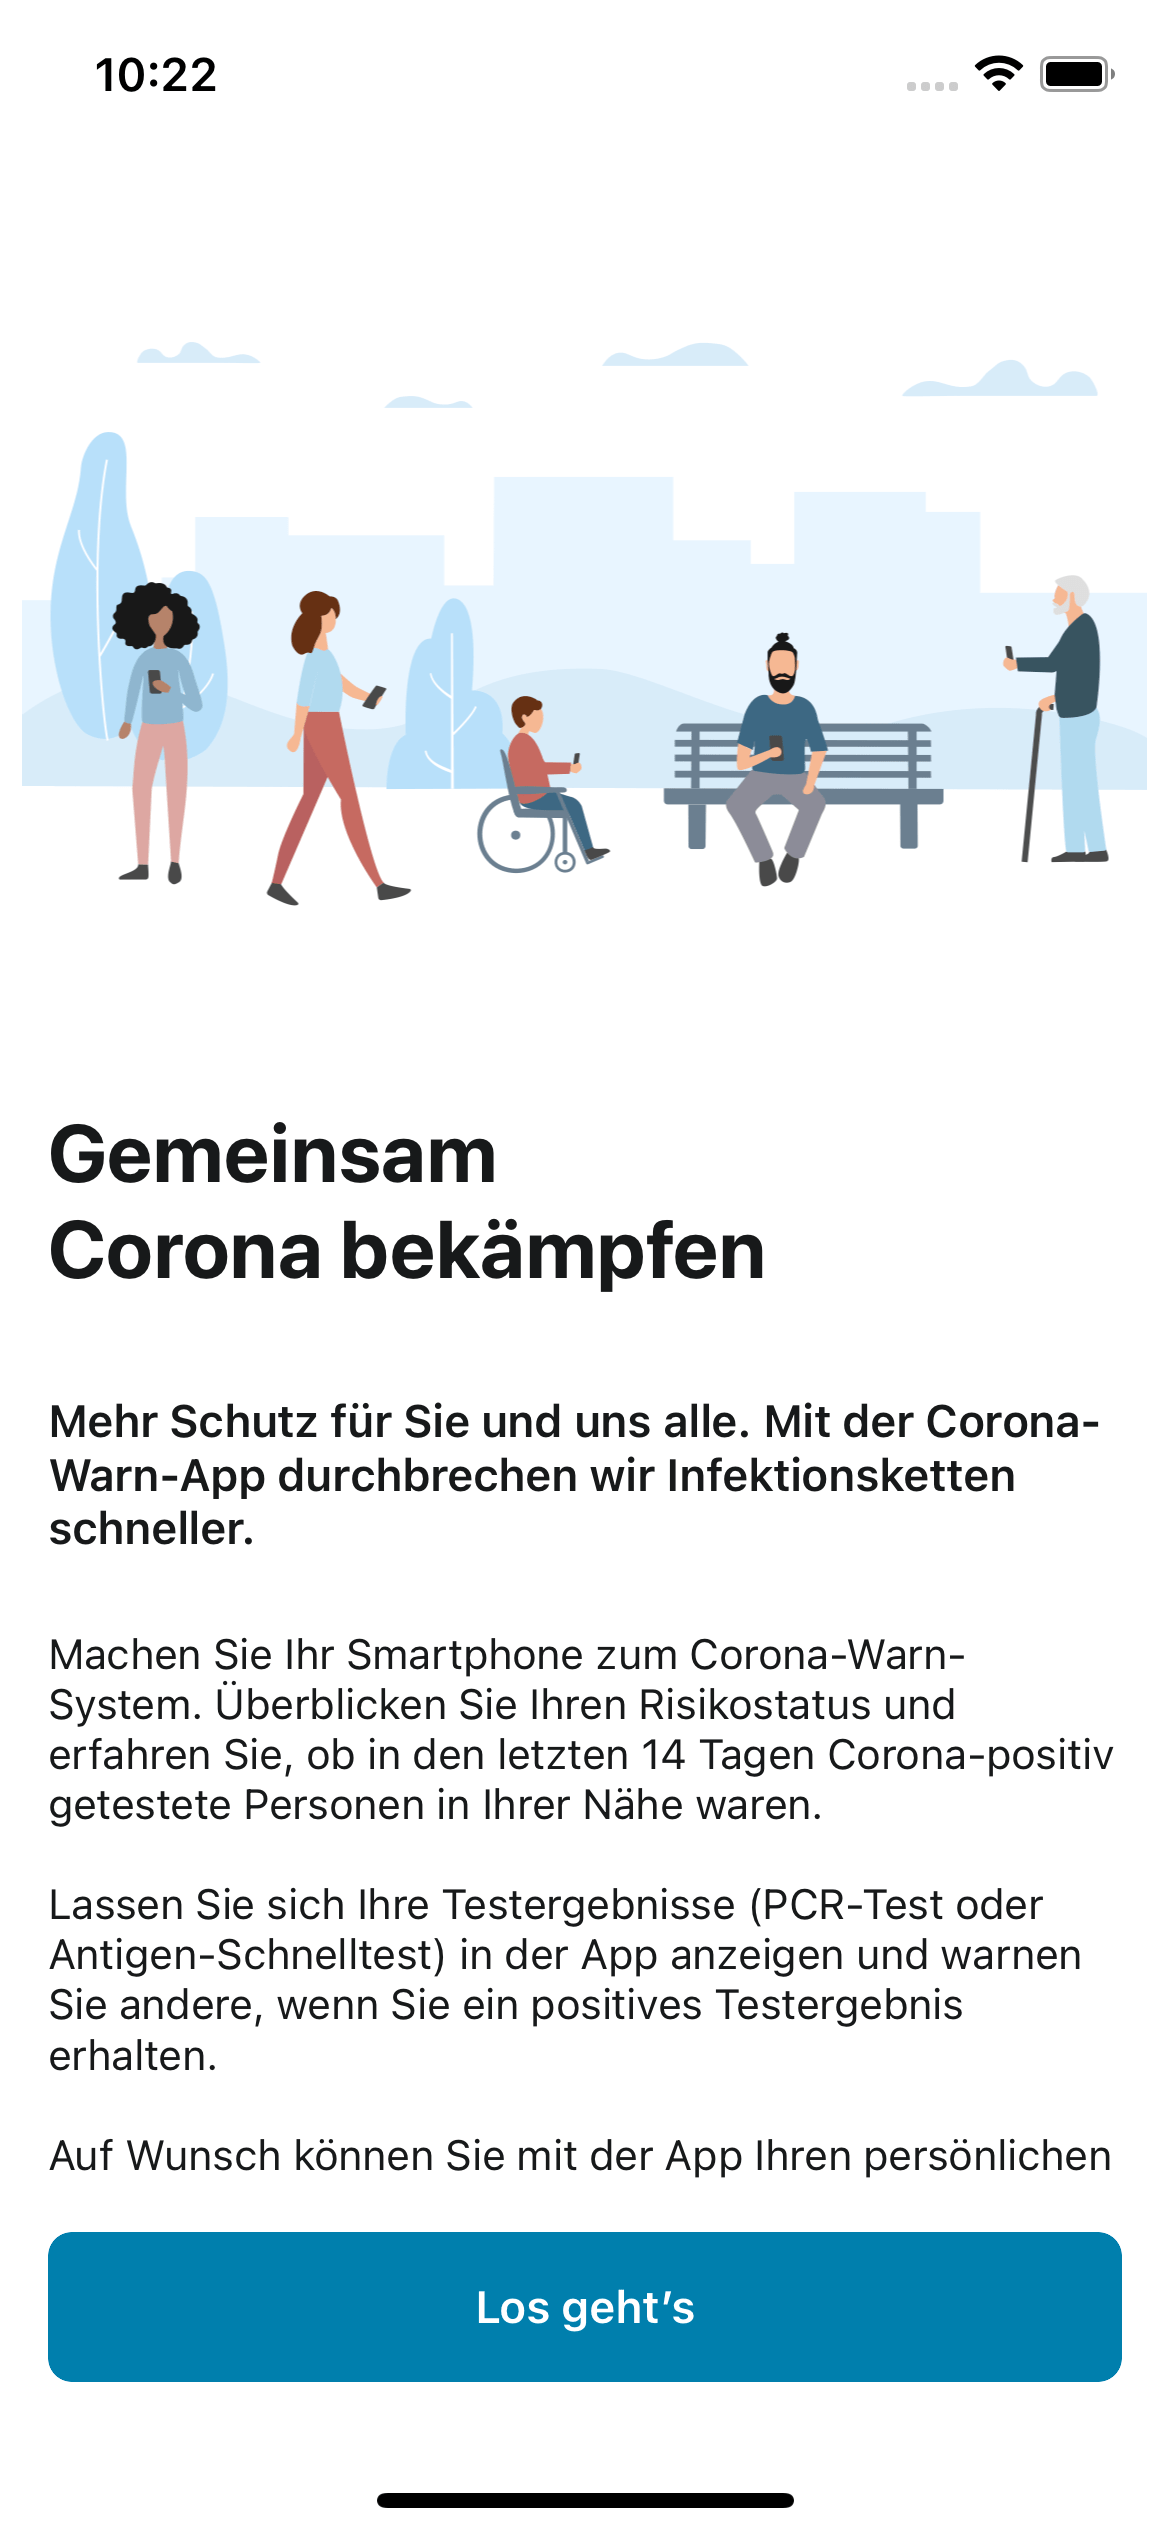 10:22
Gemeinsam
Corona bekämpfen
Mehr Schutz für Sie und uns alle. Mit der Corona-
Warn-App durchbrechen wir Infektionsketten
schneller.
Machen Sie Ihr Smartphone zum Corona-Warn-
System. Überblicken Sie Ihren Risikostatus und
erfahren Sie, ob in den letzten 14 Tagen Corona-positiv
getestete Personen in Ihrer Nähe waren.
Lassen Sie sich Ihre Testergebnisse (PCR-Test oder
Antigen-Schnelltest) in der App anzeigen und warnen
Sie andere, wenn Sie ein positives Testergebnis
erhalten.
Auf Wunsch können Sie mit der App Ihren persönlichen
Los geht’s